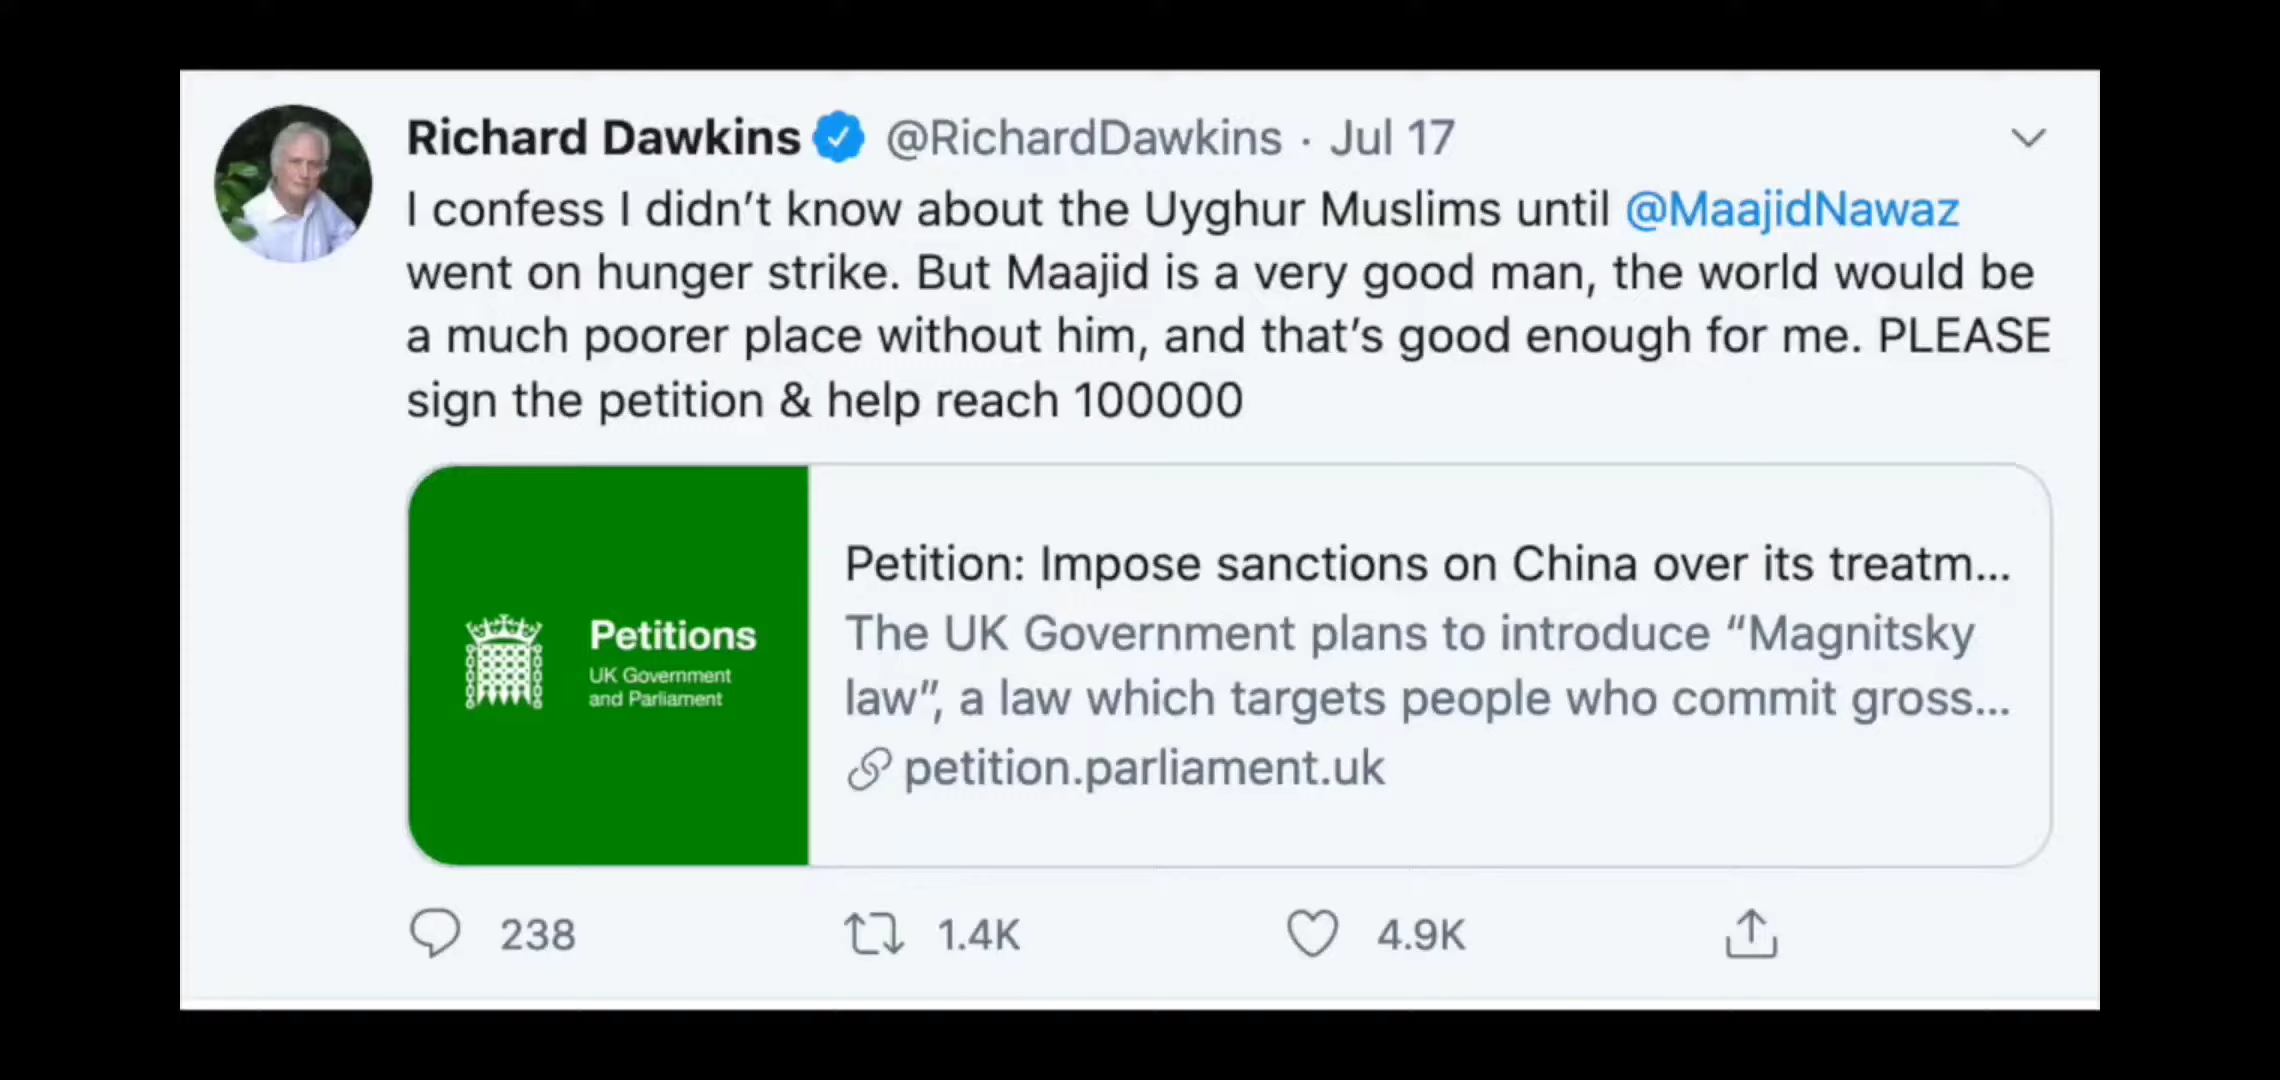 Richard Dawkins @RichardDawkins · Jul 17
I confess I didn’t know about the Uyghur Muslims until @MaajidNawaz
went on hunger strike. But Maajid is a very good man, the world would be
a much poorer place without him, and that’s good enough for me. PLEASE
sign the petition & help reach 100000
Petitions
UK Government
and Parliament
Petition: Impose sanctions on China over its treatm...
The UK Government plans to introduce “Magnitsky
law”, a law which targets people who commit gross...
petition.parliament.uk
238 1.4K 4.9K